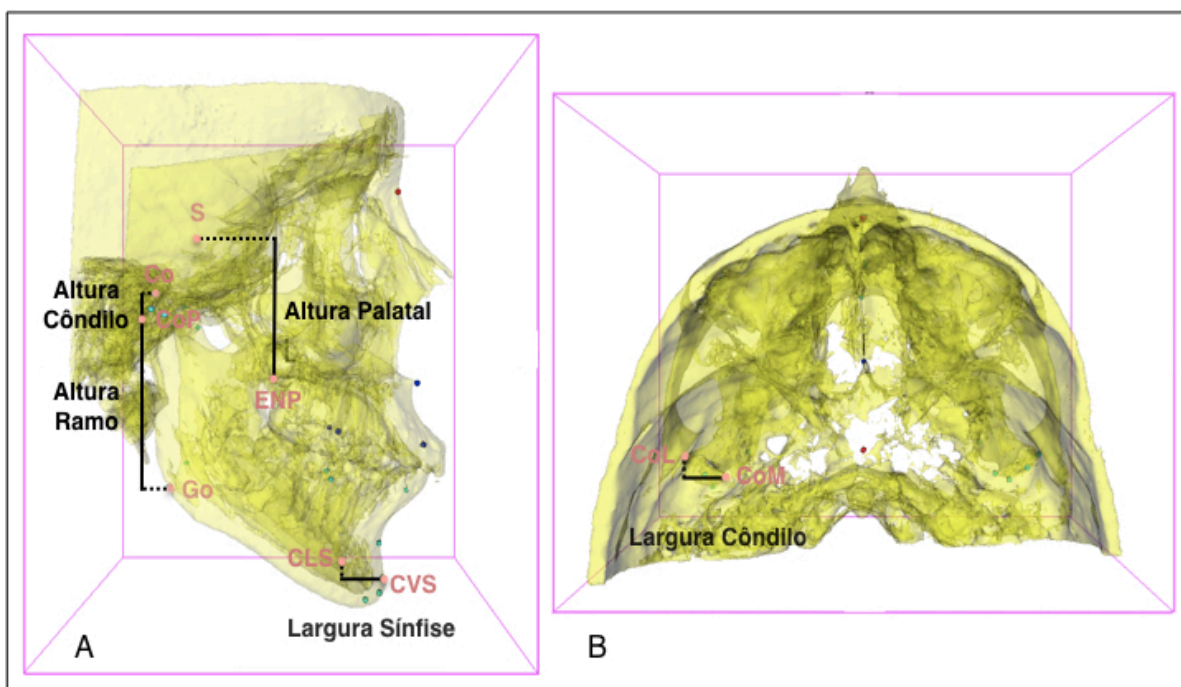 S
Co
Altura
Côndilo
CoP
Altura Palatal
Altura
Ramo
ENP
Go
CLS
CVS
Largura Sínfise
A
CoL
CoM
Largura Côndilo
B